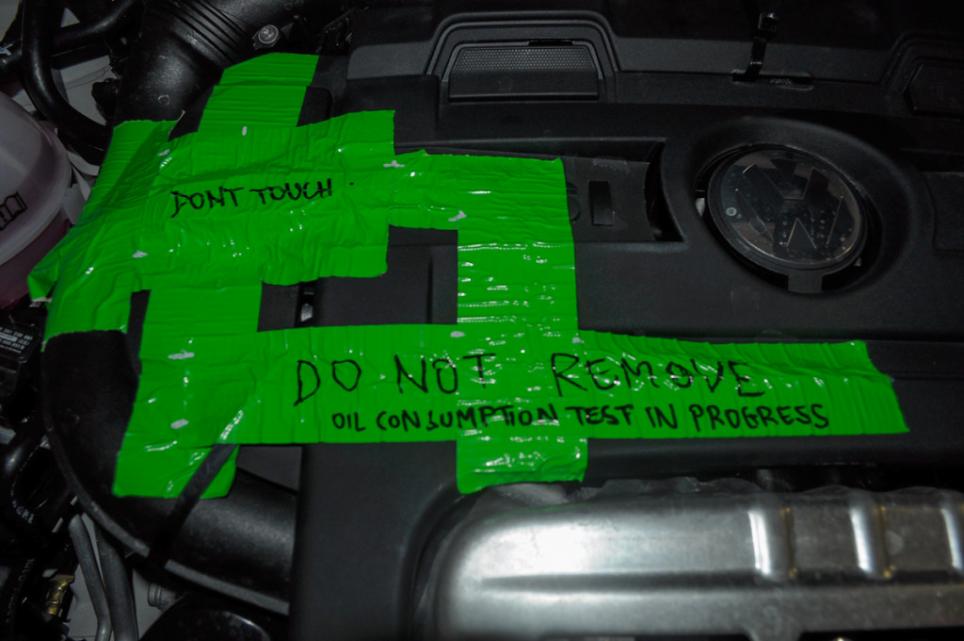 DONT TOUCH
DO NOT REMOVE
OIL CONSUMPTION TEST IN PROGRESS